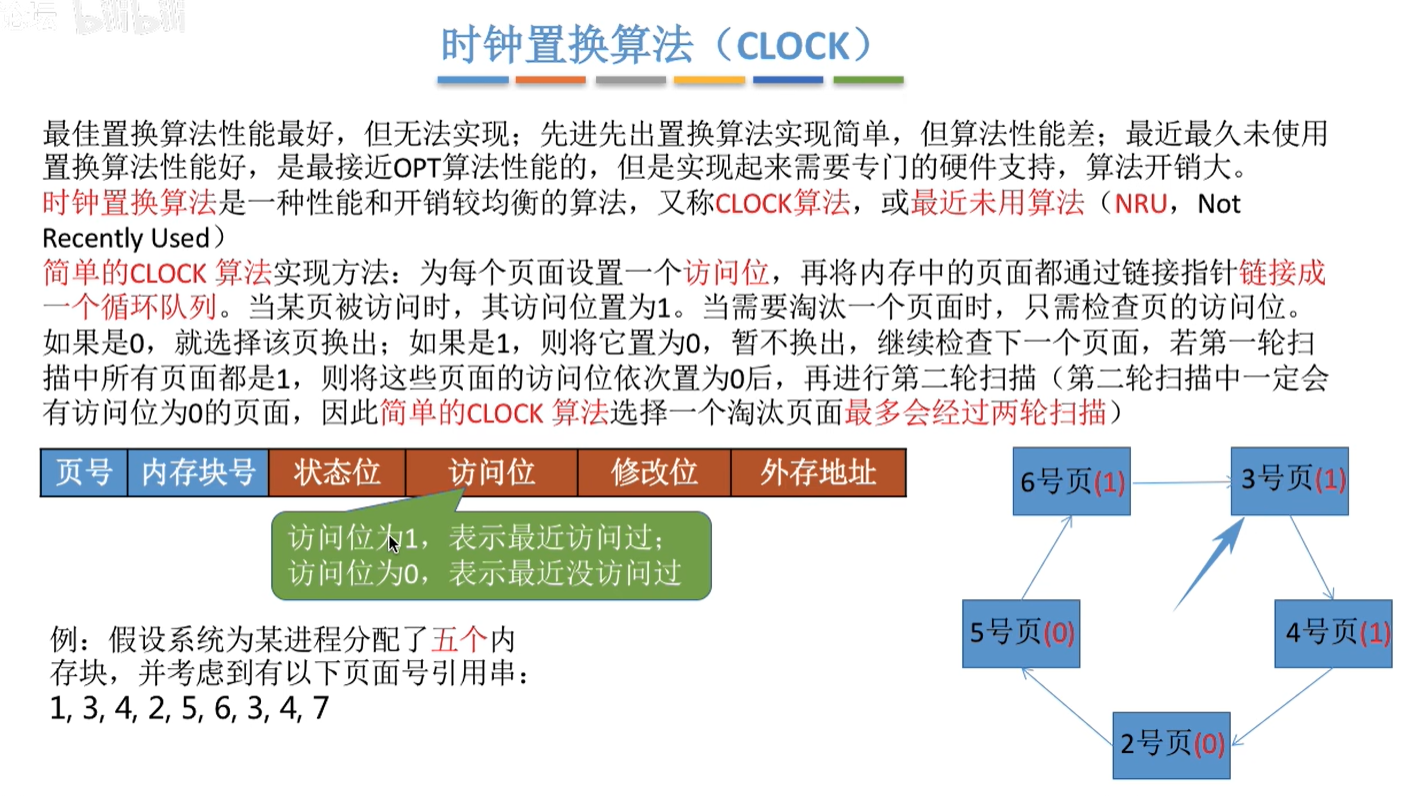 论坛 bilibili
时钟置换算法（CLOCK）
最佳置换算法性能最好，但无法实现；先进先出置换算法实现简单，但算法性能差；最近最久未使用
置换算法性能好，是最接近OPT算法性能的，但是实现起来需要专门的硬件支持，算法开销大。
时钟置换算法是一种性能和开销较均衡的算法，又称CLOCK算法，或最近未用算法（NRU，Not
Recently Used）
简单的CLOCK 算法实现方法：为每个页面设置一个访问位，再将内存中的页面都通过链接指针链接成
一个循环队列。当某页被访问时，其访问位置为1。当需要淘汰一个页面时，只需检查页的访问位。
如果是0，就选择该页换出；如果是1，则将它置为0，暂不换出，继续检查下一个页面，若第一轮扫
描中所有页面都是1，则将这些页面的访问位依次置为0后，再进行第二轮扫描（第二轮扫描中一定会
有访问位为0的页面，因此简单的CLOCK 算法选择一个淘汰页面最多会经过两轮扫描）
页号 内存块号 状态位 访问位 修改位 外存地址
访问位为1，表示最近访问过；
访问位为0，表示最近没访问过
例：假设系统为某进程分配了五个内
存块，并考虑到有以下页面号引用串：
1, 3, 4, 2, 5, 6, 3, 4, 7
6号页(1)
3号页(1)
5号页(0)
4号页(1)
2号页(0)